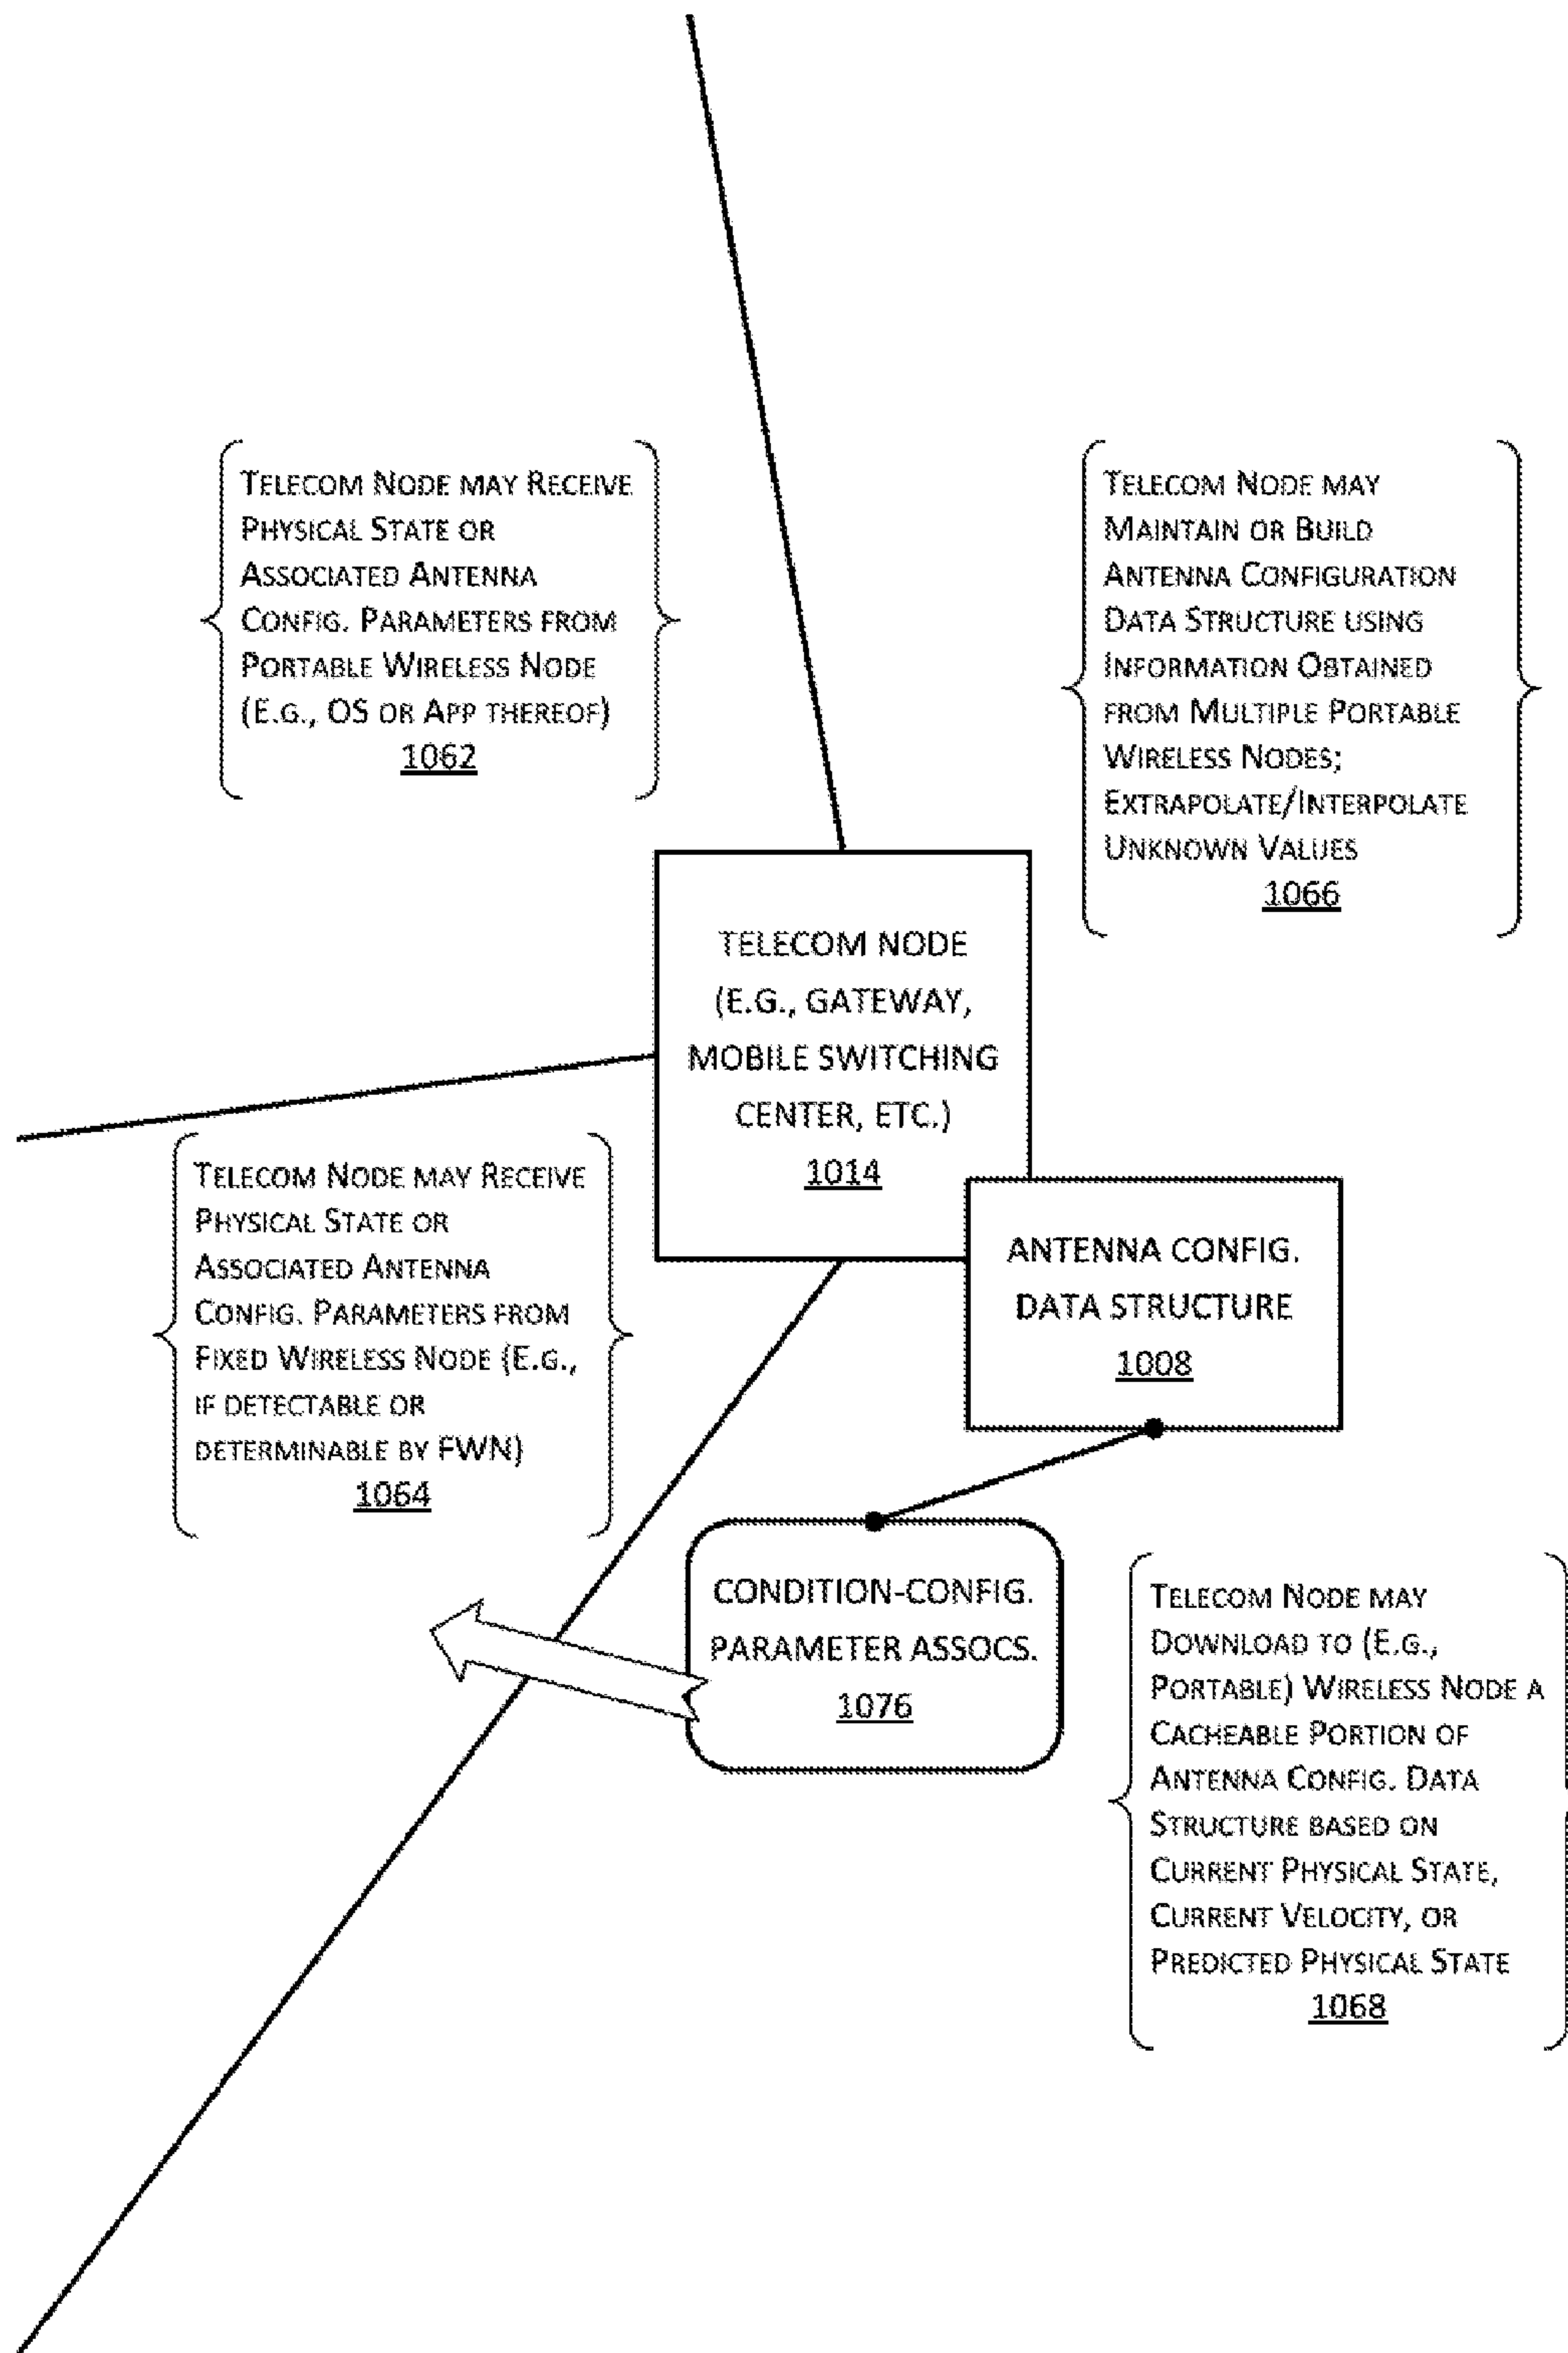 TELECOM NODE MAY RECEIVE
PHYSICAL STATE OR
ASSOCIATED ANTENNA
CONFIG. PARAMETERS FROM
PORTABLE WIRELESS NODE
(E.G., OS OR APP THEREOF)
1062
TELECOM NODE MAY
MAINTAIN OR BUILD
ANTENNA CONFIGURATION
DATA STRUCTURE USING
INFORMATION OBTAINED
FROM MULTIPLE PORTABLE
WIRELESS NODES;
EXTRAPOLATE/INTERPOLATE
UNKNOWN VALUES
1066
TELECOM NODE
(E.G., GATEWAY,
MOBILE SWITCHING
CENTER, ETC.)
1014
TELECOM NODE MAY RECEIVE
PHYSICAL STATE OR
ASSOCIATED ANTENNA
CONFIG. PARAMETERS FROM
FIXED WIRELESS NODE (E.G.,
IF DETECTABLE OR
DETERMINABLE BY FWN)
1064
ANTENNA CONFIG.
DATA STRUCTURE
1008
CONDITION-CONFIG.
PARAMETER ASSOCS.
1076
TELECOM NODE MAY
DOWNLOAD TO (E.G.,
PORTABLE) WIRELESS NODE A
CACHEABLE PORTION OF
ANTENNA CONFIG. DATA
STRUCTURE BASED ON
CURRENT PHYSICAL STATE,
CURRENT VELOCITY, OR
PREDICTED PHYSICAL STATE
1068